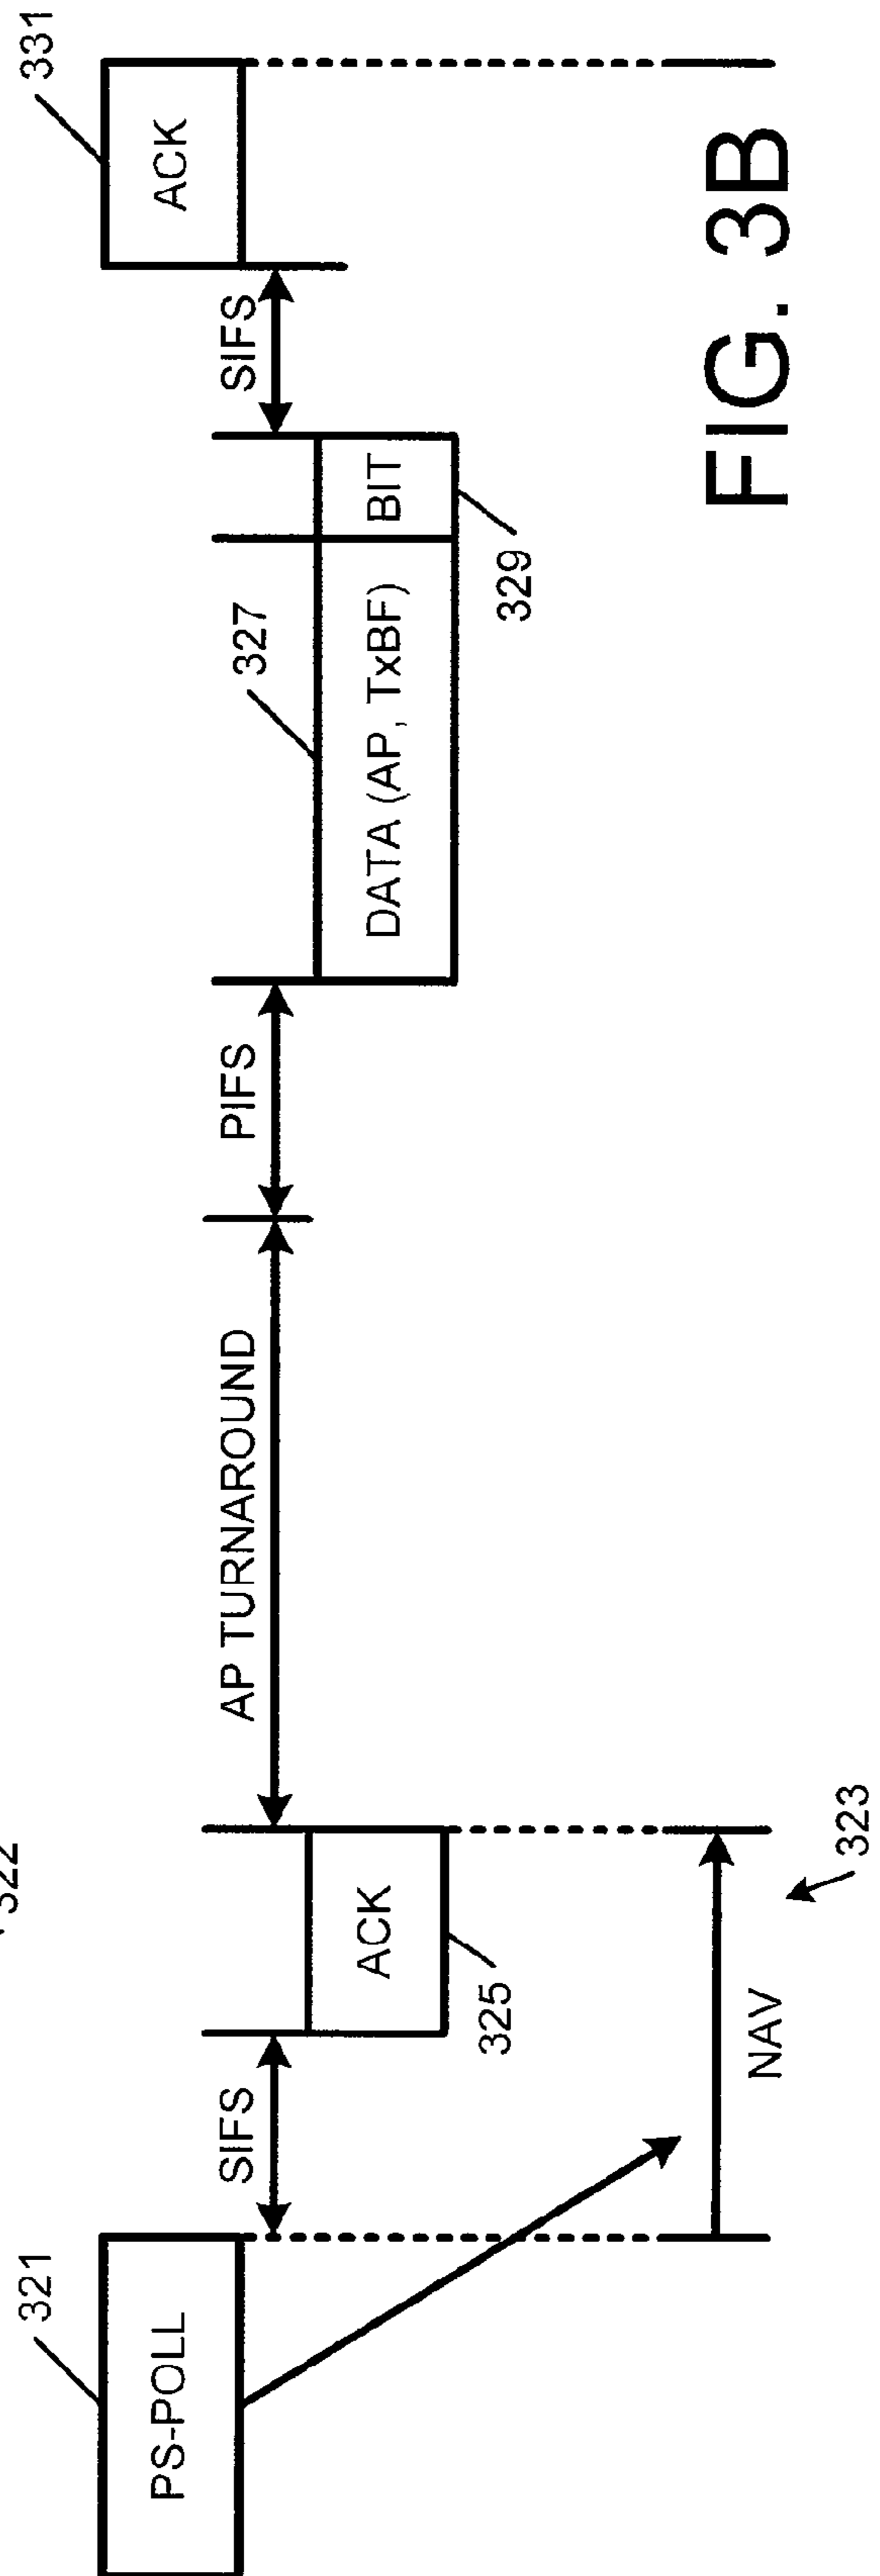 322
321
PS-POLL
SIFS
ACK
325
NAV
323
AP TURNAROUND
PIFS
327
DATA (AP, TxBF)
BIT
329
SIFS
ACK
331
FIG. 3B